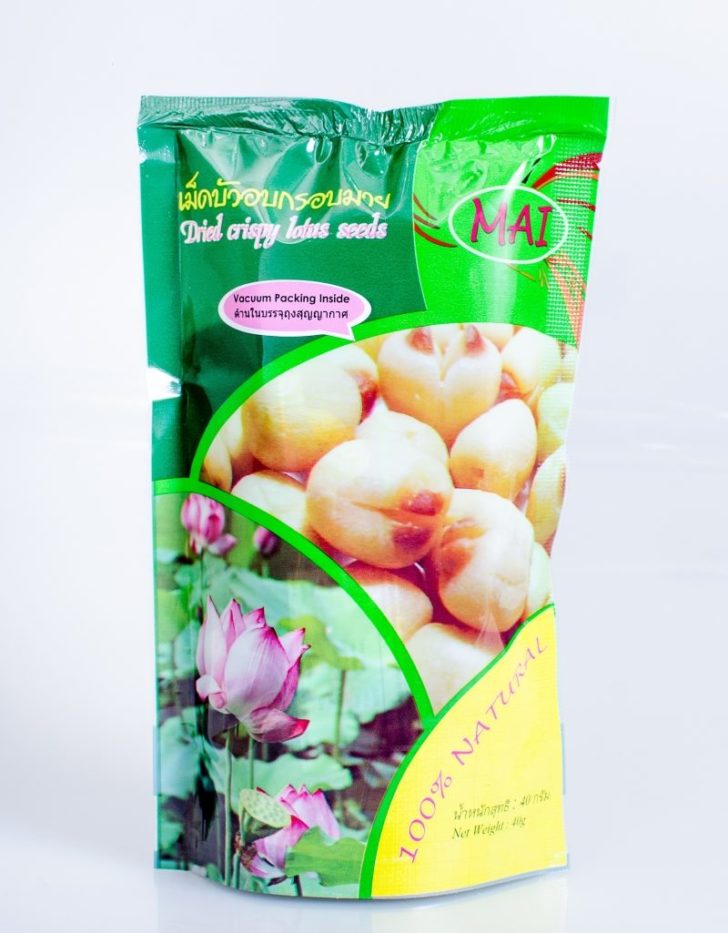 เม็ดบัวอบกรอบมาย
Dried crispy lotus seeds
MAI
Vacuum Packing Inside
ด้านในบรรจุถุงสุญญากาศ
100% NATURAL
น้ำหนักสุทธิ : 40 กรัม
Net Weight : 40g